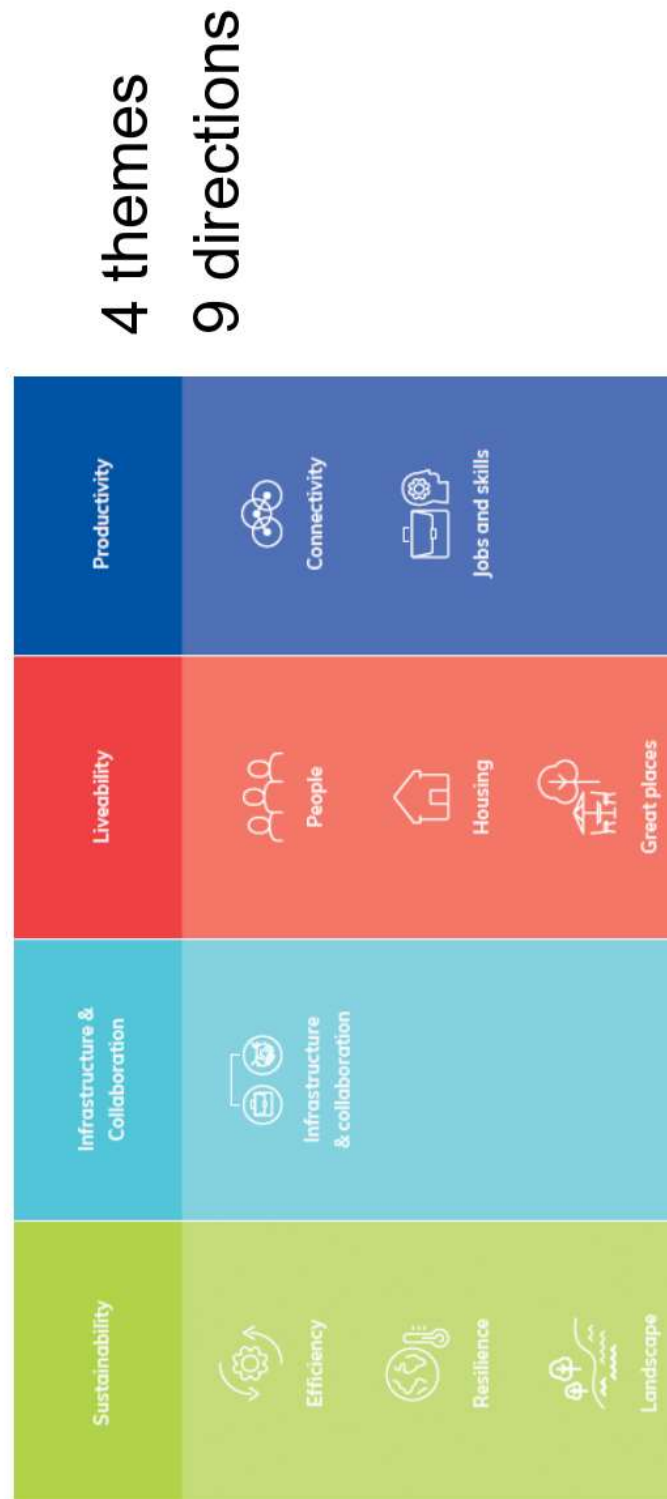 Sustainability
Efficiency
Resilience
Landscape
Infrastructure &
Collaboration
Infrastructure
& collaboration
Liveability
People
Housing
Great places
Productivity
Connectivity
Jobs and skills
4 themes
9 directions